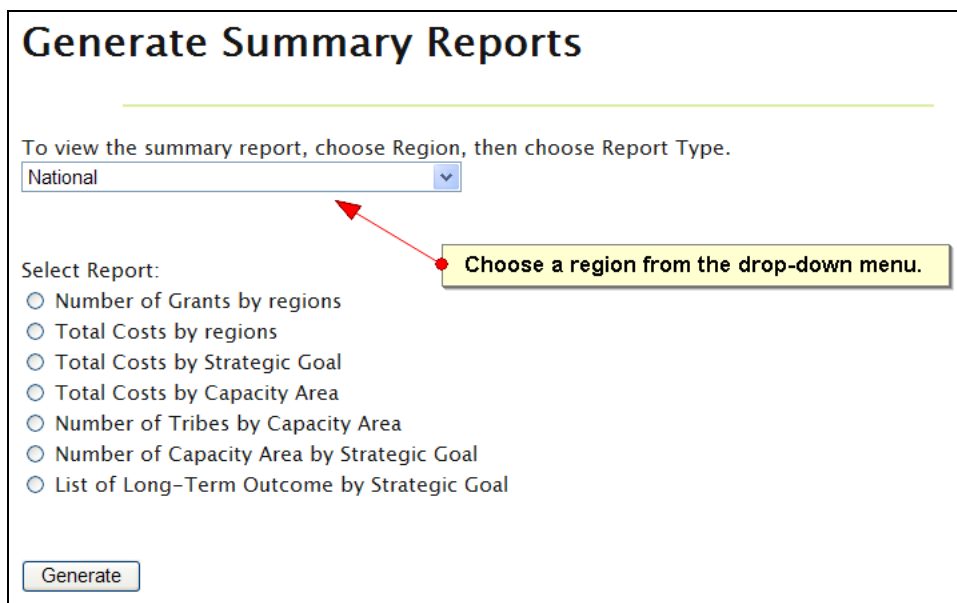 Generate Summary Reports
To view the summary report, choose Region, then choose Report Type.
National
Choose a region from the drop-down menu.
Select Report:
Number of Grants by regions
Total Costs by regions
Total Costs by Strategic Goal
Total Costs by Capacity Area
Number of Tribes by Capacity Area
Number of Capacity Area by Strategic Goal
List of Long-Term Outcome by Strategic Goal
Generate